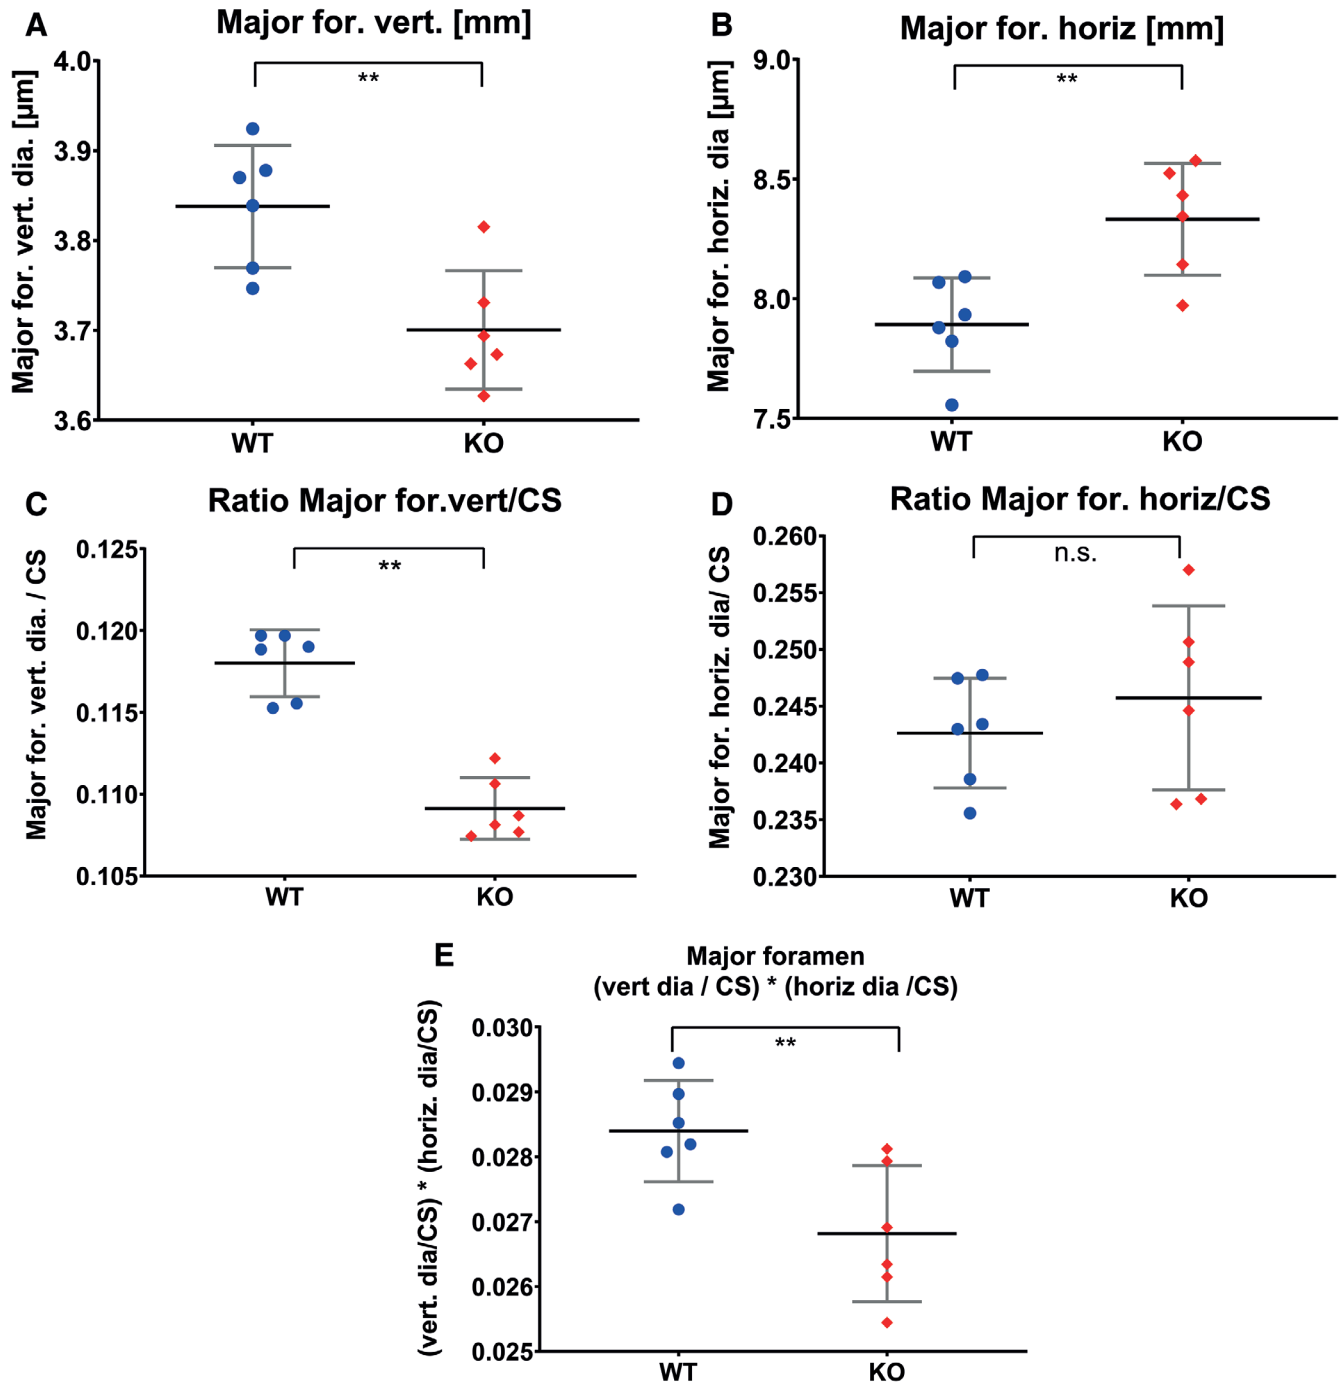 A
Major for. vert. [mm]
Major for. vert. dia. [µm]
4.0
3.9
3.8
3.7
3.6
**
WT
KO
B
Major for. horiz [mm]
Major for. horiz. dia [µm]
9.0
8.5
8.0
7.5
**
WT
KO
C
Ratio Major for.vert/CS
Major for. vert. dia. / CS
0.125
0.120
0.115
0.110
0.105
**
WT
KO
D
Ratio Major for. horiz/CS
Major for. horiz. dia/ CS
0.260
0.255
0.250
0.245
0.240
0.235
0.230
n.s.
WT
KO
E
Major foramen
(vert dia / CS) * (horiz dia /CS)
(vert. dia/CS) * (horiz. dia/CS)
0.030
0.029
0.028
0.027
0.026
0.025
**
WT
KO